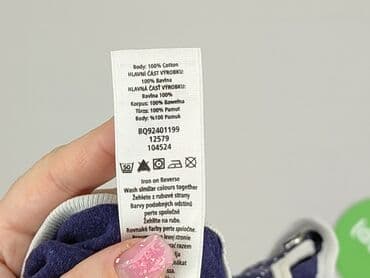 Body: 100% Cotton
HLAVNÍ ČÁST VÝROBKU:
100% Bavlna
HLAVNÁ ČASŤ VÝROBKU:
Bavlna 100%
Korpus: 100% Bawełna
Törzs: 100% Pamut
Body: %100 Pamuk
BQ92401199
12579
104524
Iron on Reverse
Wash similar colours together
Žehlete z rubové strany
Barvy podobných odstínů
perte společně
Žehlite na rube.
Rovnaké farby perte spoločne.